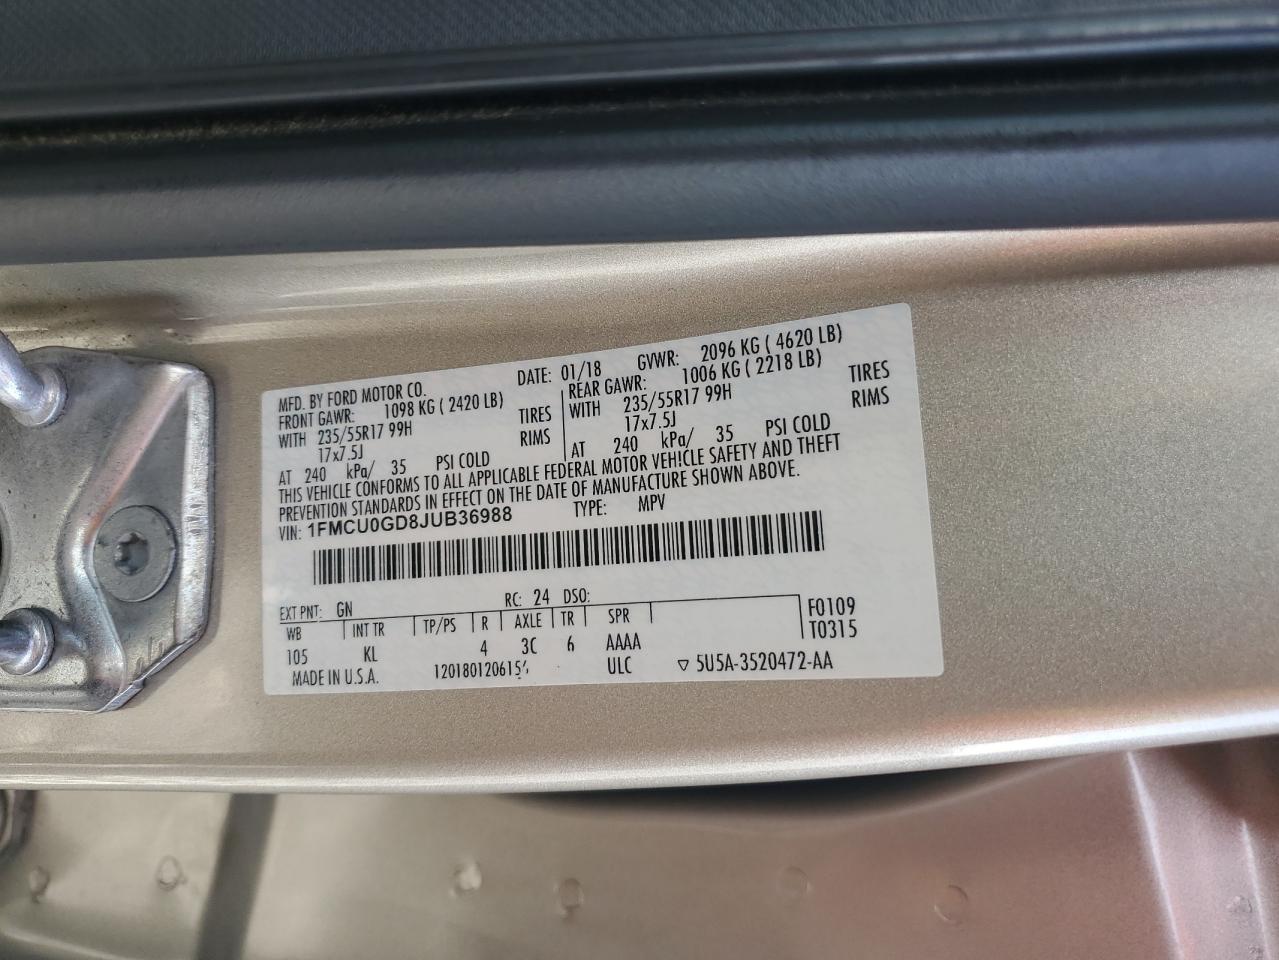 MFD. BY FORD MOTOR CO. DATE: 01/18 GVWR: 2096 KG ( 4620 LB)
FRONT GAWR: 1098 KG ( 2420 LB) REAR GAWR: 1006 KG ( 2218 LB)
WITH 235/55R17 99H TIRES WITH 235/55R17 99H TIRES
17x7.5J RIMS 17x7.5J RIMS
AT 240 kPa/ 35 PSI COLD AT 240 kPa/ 35 PSI COLD
THIS VEHICLE CONFORMS TO ALL APPLICABLE FEDERAL MOTOR VEHICLE SAFETY AND THEFT
PREVENTION STANDARDS IN EFFECT ON THE DATE OF MANUFACTURE SHOWN ABOVE.
VIN: 1FMCU0GD8JUB36988 TYPE: MPV
EXT PNT: GN RC: 24 DSO: F0109
WB INT TR TP/PS R AXLE TR SPR T0315
105 KL 4 3C 6 AAAA
MADE IN U.S.A. 120180120615 ULC ▽ 5U5A-3520472-AA